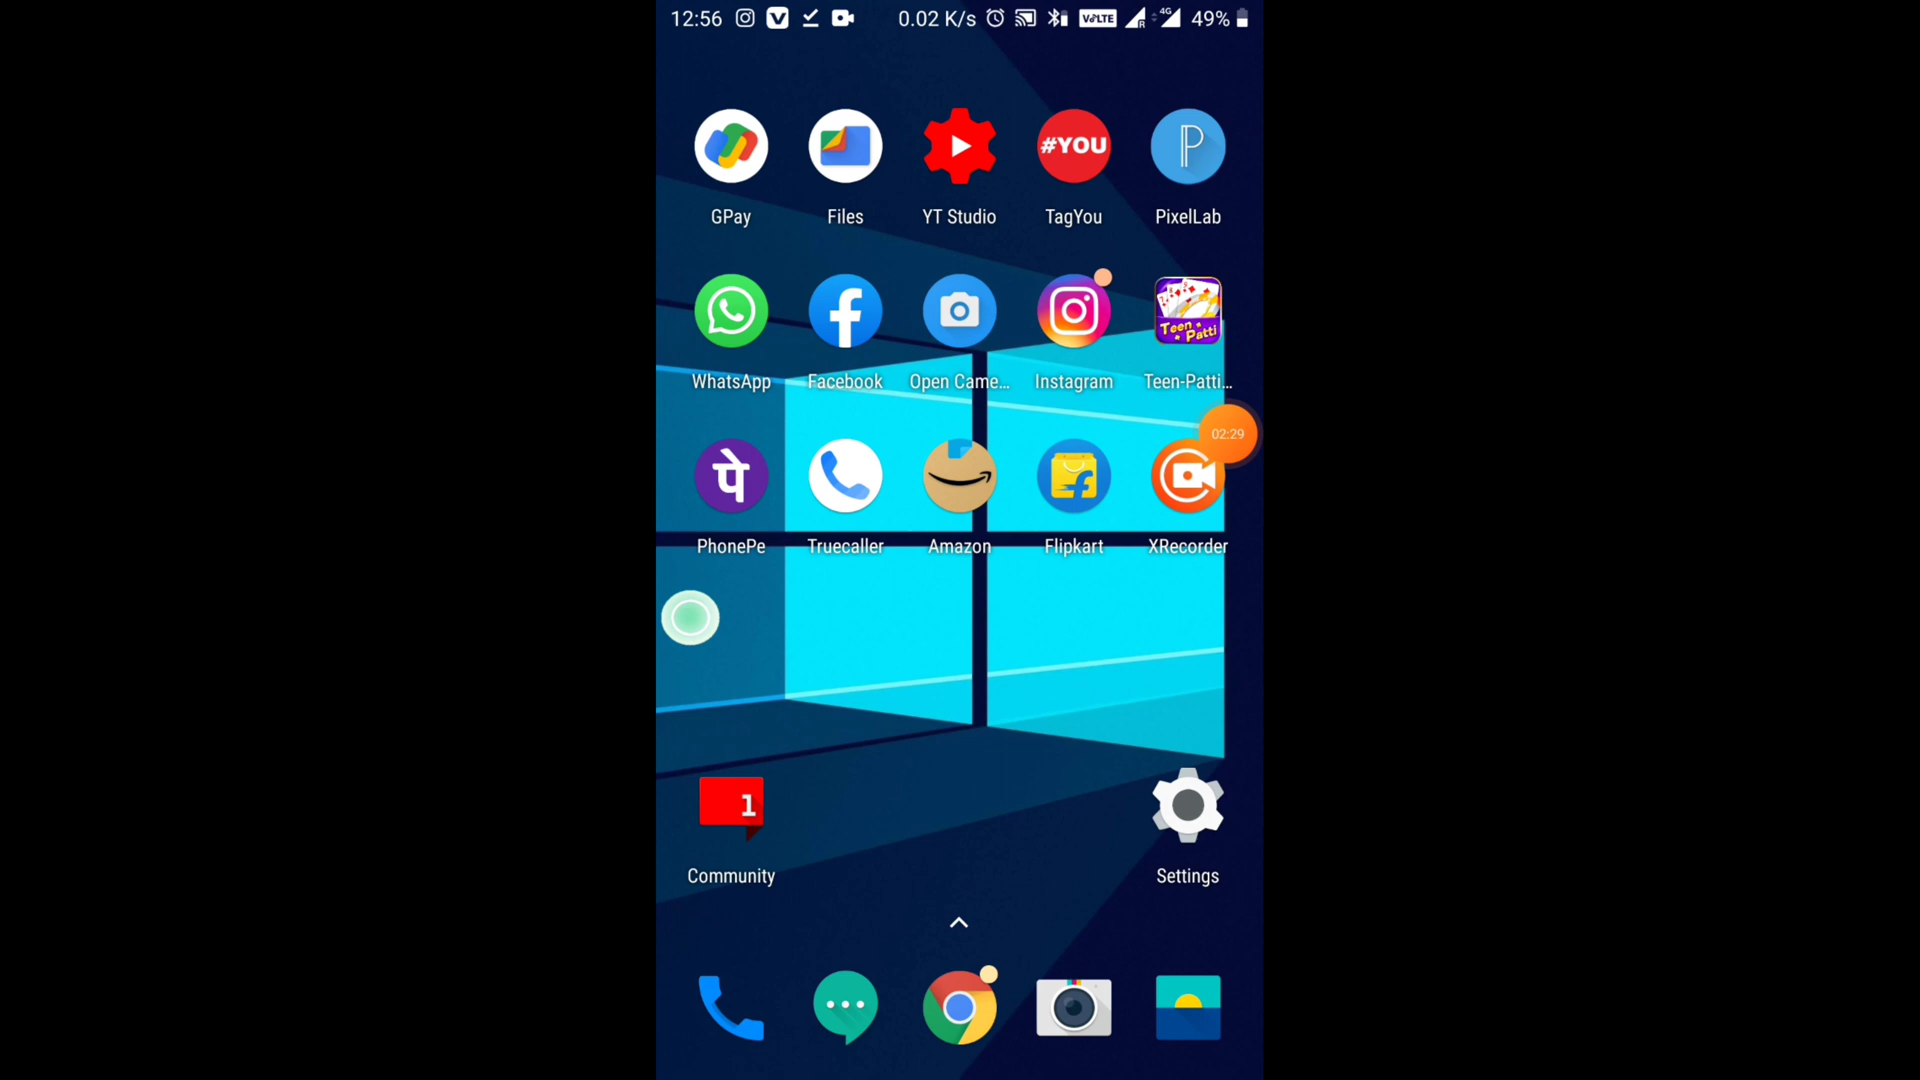 12:56 0.02 K/s VoLTE R 4G 49%
#YOU
GPay Files YT Studio TagYou PixelLab
Teen Patti
WhatsApp Facebook Open Came... Instagram Teen-Patti...
02:29
पे
PhonePe Truecaller Amazon Flipkart XRecorder
1
Community Settings